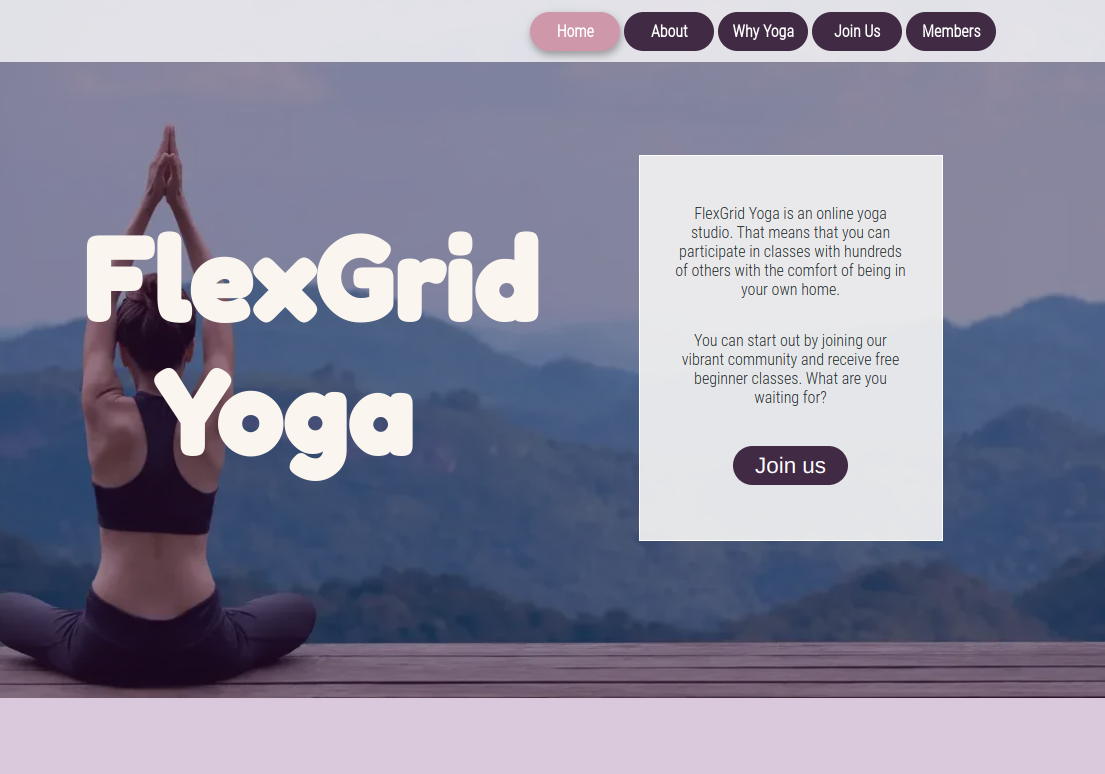 Home About Why Yoga Join Us Members
FlexGrid
Yoga
FlexGrid Yoga is an online yoga
studio. That means that you can
participate in classes with hundreds
of others with the comfort of being in
your own home.
You can start out by joining our
vibrant community and receive free
beginner classes. What are you
waiting for?
Join us